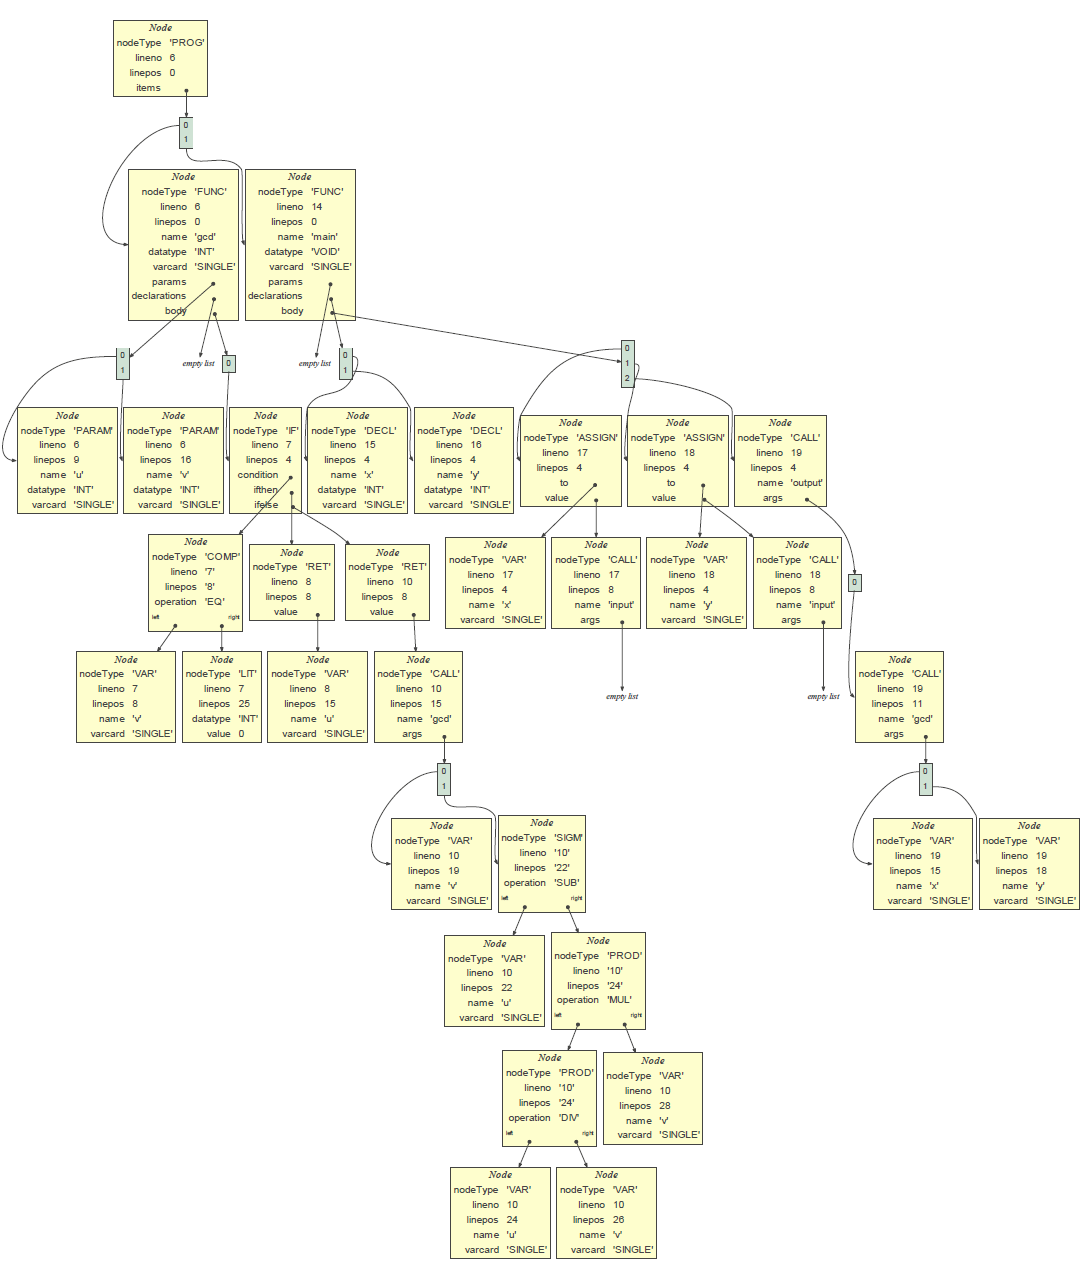 Node
nodeType 'PROG'
lineno 6
linepos 0
items
0
1
Node
nodeType 'FUNC'
lineno 6
linepos 0
name 'gcd'
datatype 'INT'
varcard 'SINGLE'
params
declarations
body
Node
nodeType 'FUNC'
lineno 14
linepos 0
name 'main'
datatype 'VOID'
varcard 'SINGLE'
params
declarations
body
0
1
empty list
0
empty list
0
1
0
1
2
Node
nodeType 'PARAM'
lineno 6
linepos 9
name 'u'
datatype 'INT'
varcard 'SINGLE'
Node
nodeType 'PARAM'
lineno 6
linepos 16
name 'v'
datatype 'INT'
varcard 'SINGLE'
Node
nodeType 'IF'
lineno 7
linepos 4
condition
ifthen
ifelse
Node
nodeType 'DECL'
lineno 15
linepos 4
name 'x'
datatype 'INT'
varcard 'SINGLE'
Node
nodeType 'DECL'
lineno 16
linepos 4
name 'y'
datatype 'INT'
varcard 'SINGLE'
Node
nodeType 'ASSIGN'
lineno 17
linepos 4
to
value
Node
nodeType 'ASSIGN'
lineno 18
linepos 4
to
value
Node
nodeType 'CALL'
lineno 19
linepos 4
name 'output'
args
Node
nodeType 'COMP'
lineno '7'
linepos '8'
operation 'EQ'
left right
Node
nodeType 'RET'
lineno 8
linepos 8
value
Node
nodeType 'RET'
lineno 10
linepos 8
value
Node
nodeType 'VAR'
lineno 17
linepos 4
name 'x'
varcard 'SINGLE'
Node
nodeType 'CALL'
lineno 17
linepos 8
name 'input'
args
Node
nodeType 'VAR'
lineno 18
linepos 4
name 'y'
varcard 'SINGLE'
Node
nodeType 'CALL'
lineno 18
linepos 8
name 'input'
args
0
Node
nodeType 'VAR'
lineno 7
linepos 8
name 'v'
varcard 'SINGLE'
Node
nodeType 'LIT'
lineno 7
linepos 25
datatype 'INT'
value 0
Node
nodeType 'VAR'
lineno 8
linepos 15
name 'u'
varcard 'SINGLE'
Node
nodeType 'CALL'
lineno 10
linepos 15
name 'gcd'
args
empty list
empty list
Node
nodeType 'CALL'
lineno 19
linepos 11
name 'gcd'
args
0
1
0
1
Node
nodeType 'VAR'
lineno 10
linepos 19
name 'v'
varcard 'SINGLE'
Node
nodeType 'SIGM'
lineno '10'
linepos '22'
operation 'SUB'
left right
Node
nodeType 'VAR'
lineno 19
linepos 15
name 'x'
varcard 'SINGLE'
Node
nodeType 'VAR'
lineno 19
linepos 18
name 'y'
varcard 'SINGLE'
Node
nodeType 'VAR'
lineno 10
linepos 22
name 'u'
varcard 'SINGLE'
Node
nodeType 'PROD'
lineno '10'
linepos '24'
operation 'MUL'
left right
Node
nodeType 'PROD'
lineno '10'
linepos '24'
operation 'DIV'
left right
Node
nodeType 'VAR'
lineno 10
linepos 28
name 'v'
varcard 'SINGLE'
Node
nodeType 'VAR'
lineno 10
linepos 24
name 'u'
varcard 'SINGLE'
Node
nodeType 'VAR'
lineno 10
linepos 26
name 'v'
varcard 'SINGLE'